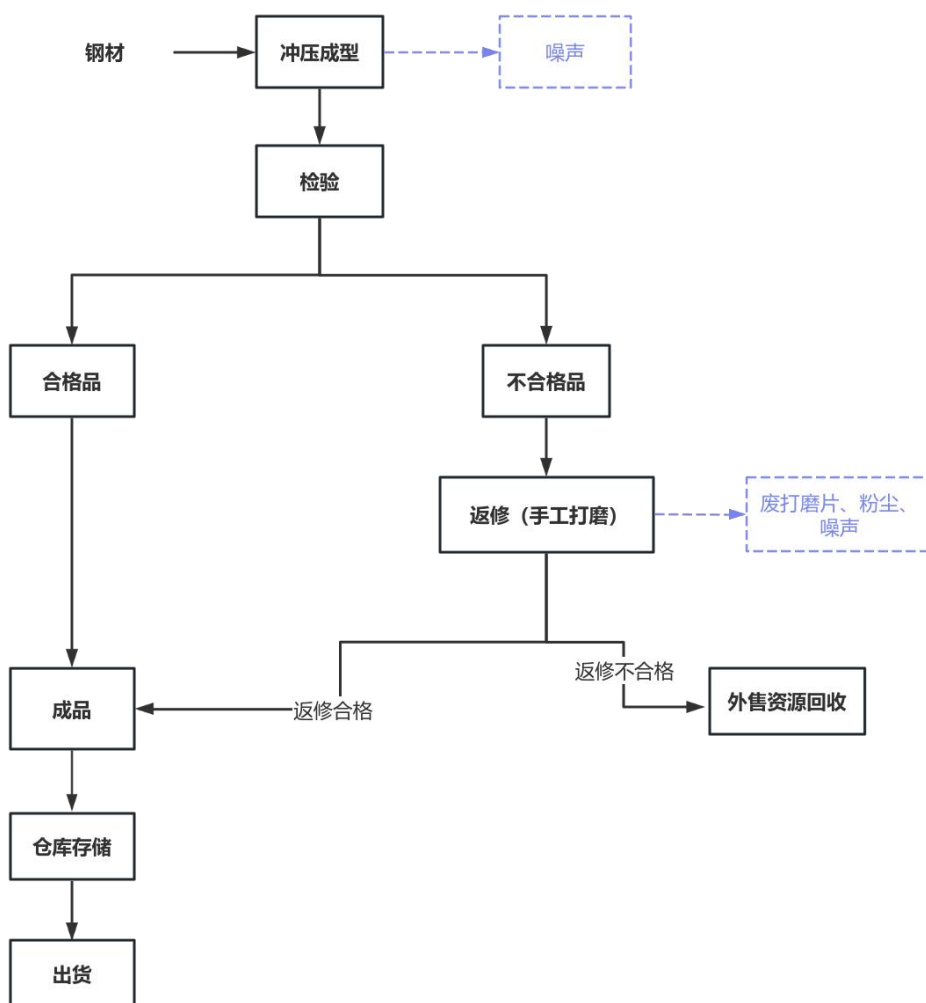 钢材
冲压成型
噪声
检验
合格品
不合格品
返修（手工打磨）
废打磨片、粉尘、
噪声
返修不合格
返修合格
成品
外售资源回收
仓库存储
出货